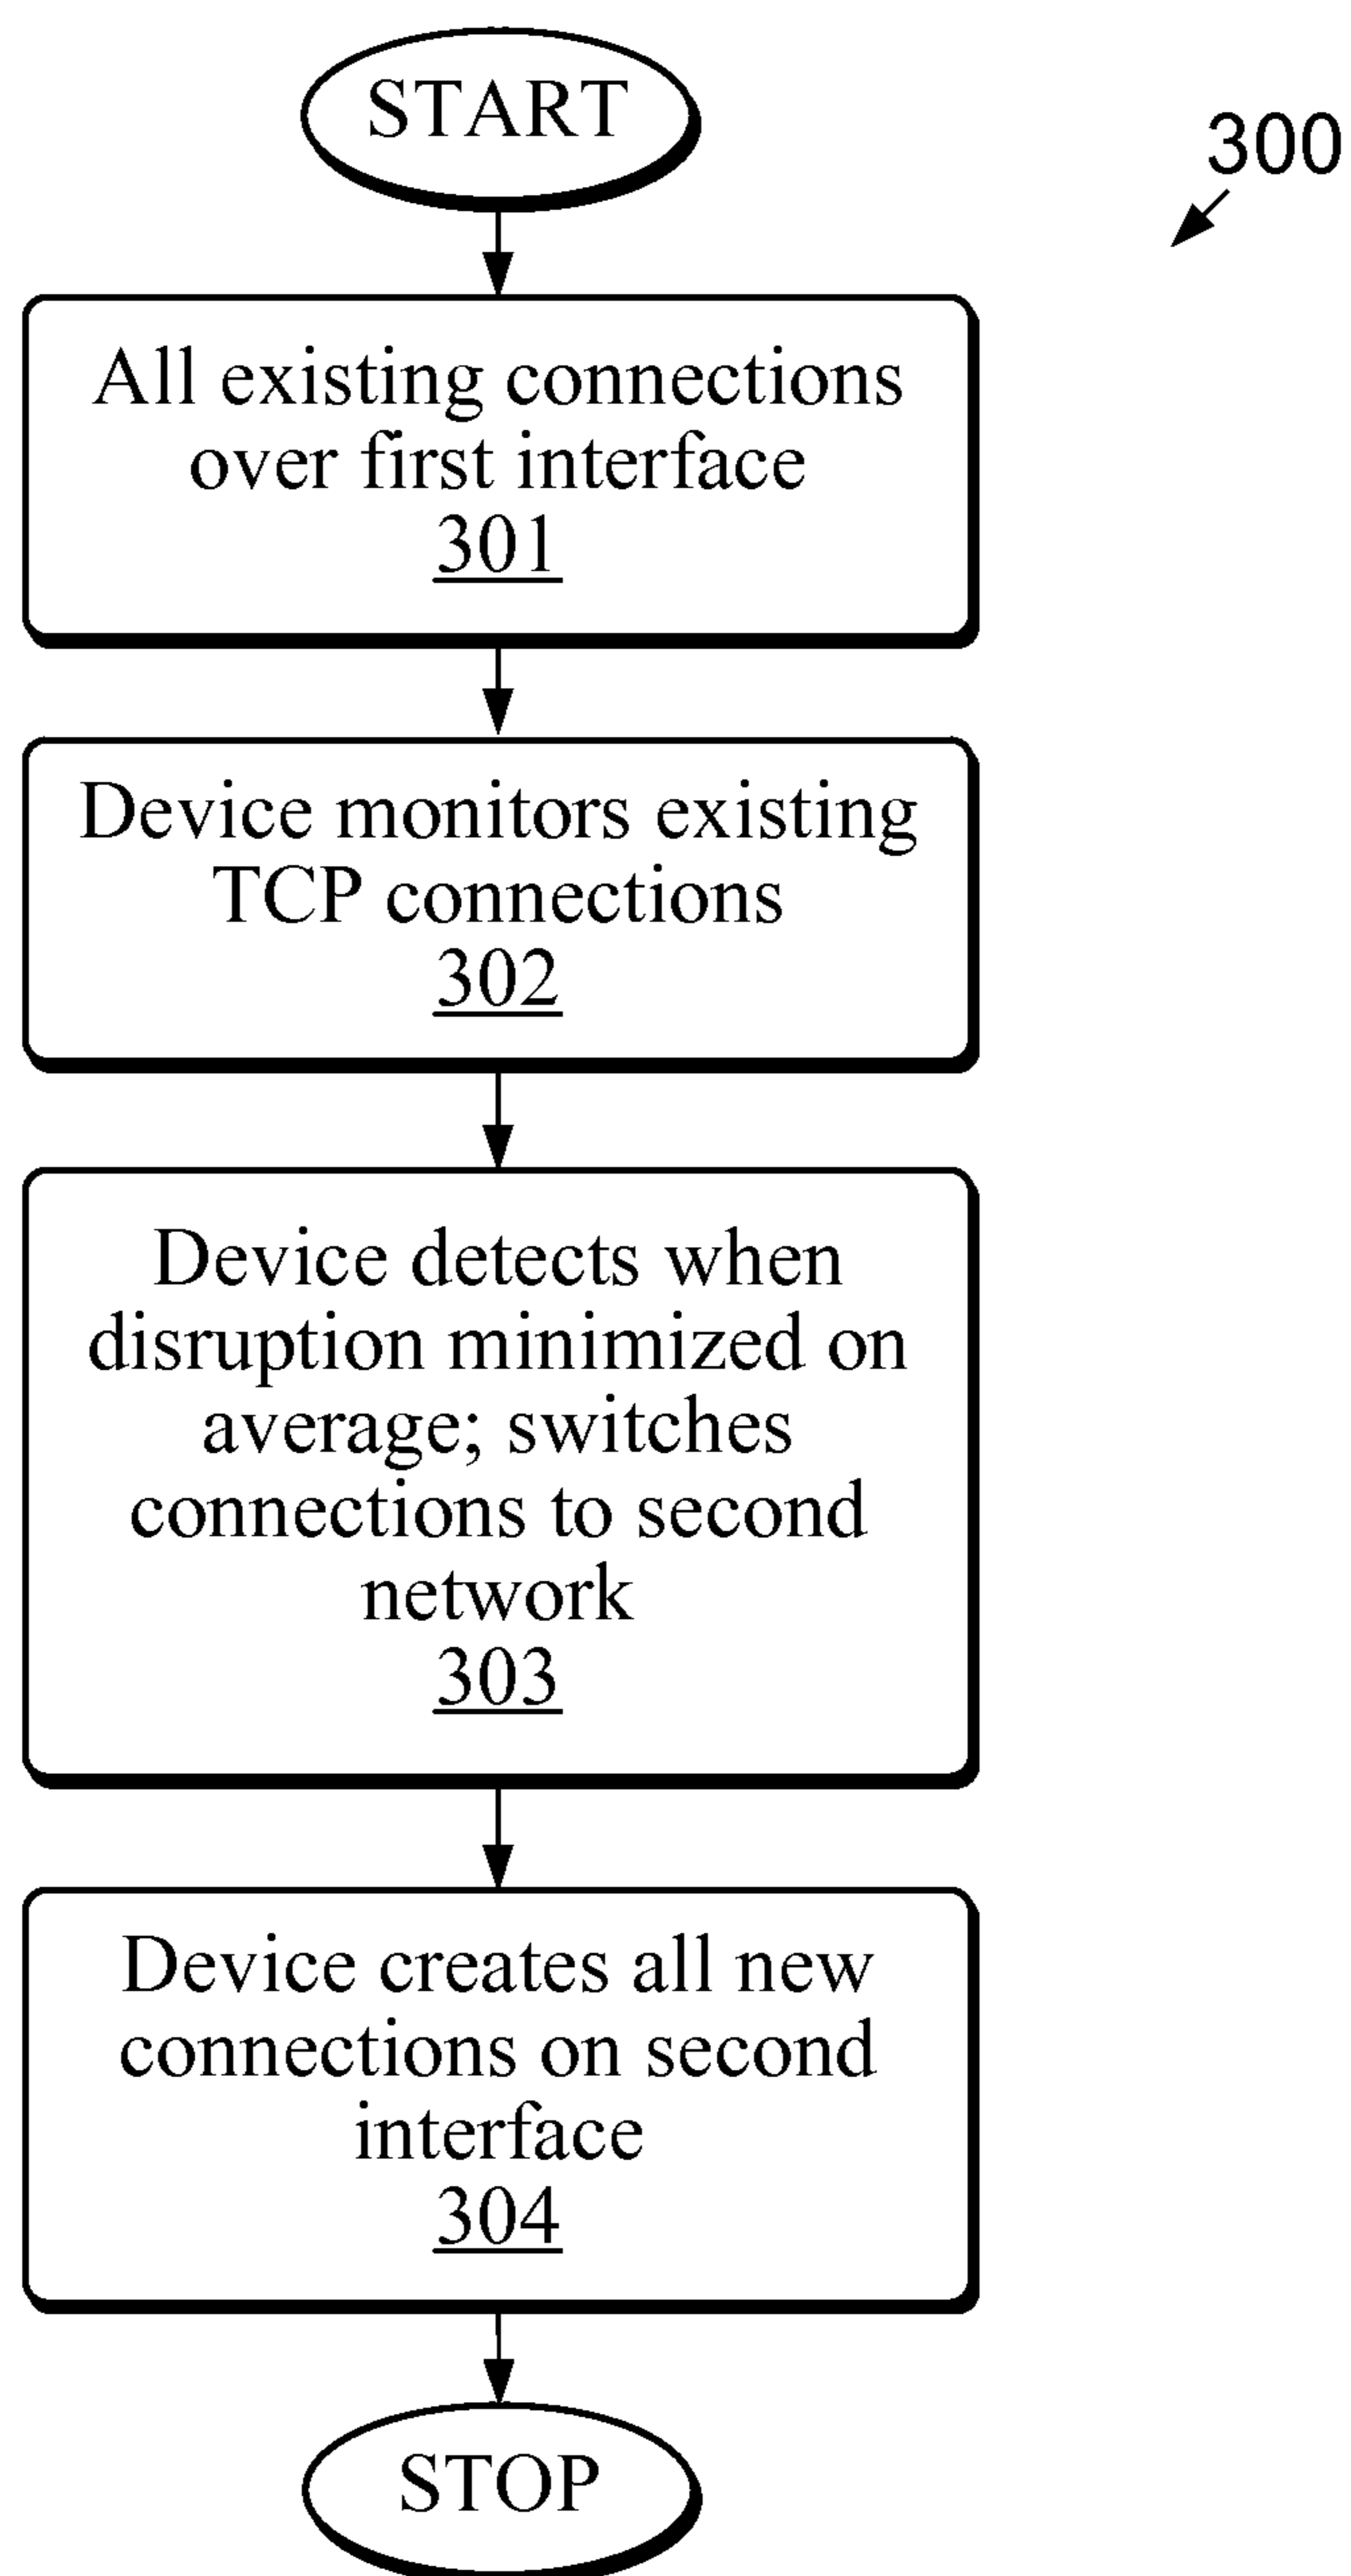 START
300
All existing connections
over first interface
301
Device monitors existing
TCP connections
302
Device detects when
disruption minimized on
average; switches
connections to second
network
303
Device creates all new
connections on second
interface
304
STOP